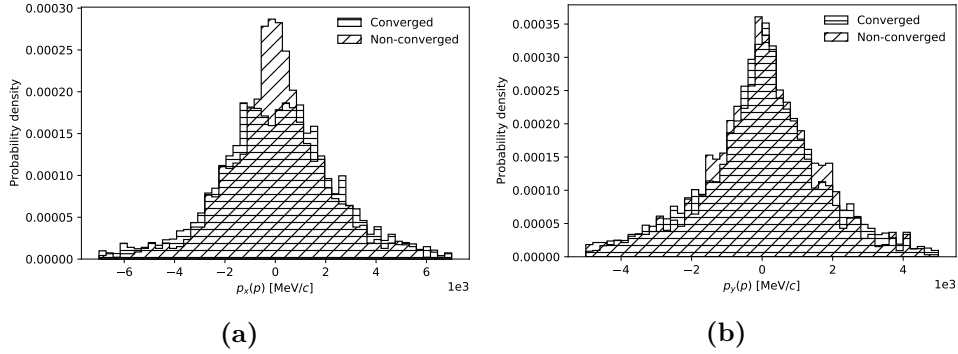 0.00030
0.00025
0.00020
0.00015
0.00010
0.00005
0.00000
Probability density
Converged
Non-converged
−6 −4 −2 0 2 4 6
1e3
p_x(p) [MeV/c]
(a)
0.00035
0.00030
0.00025
0.00020
0.00015
0.00010
0.00005
0.00000
Probability density
Converged
Non-converged
−4 −2 0 2 4
1e3
p_y(p) [MeV/c]
(b)